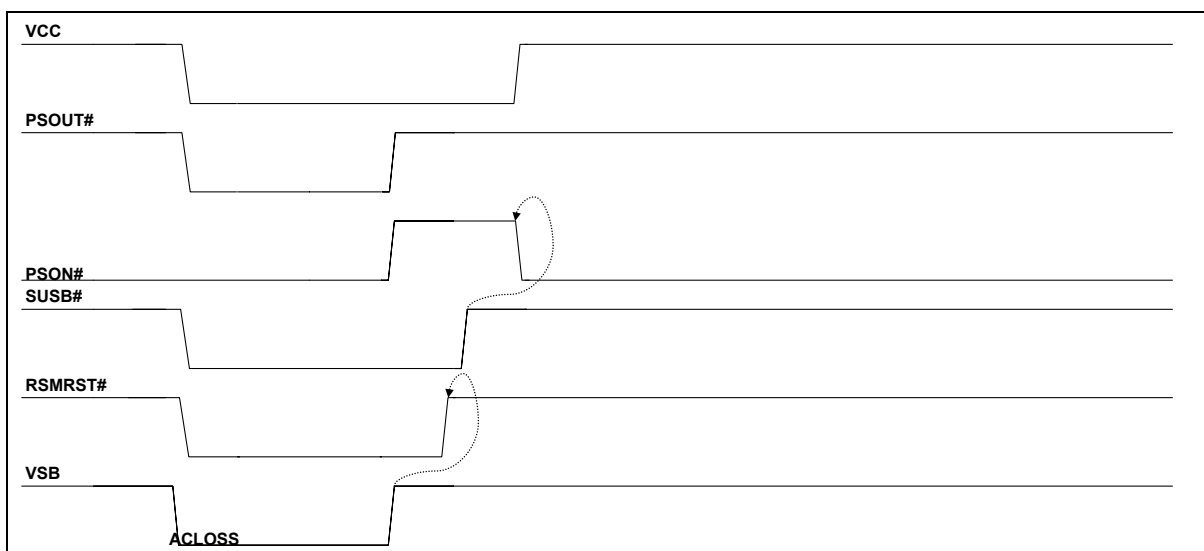 VCC
PSOUT#
PSON#
SUSB#
RSMRST#
VSB
ACLOSS